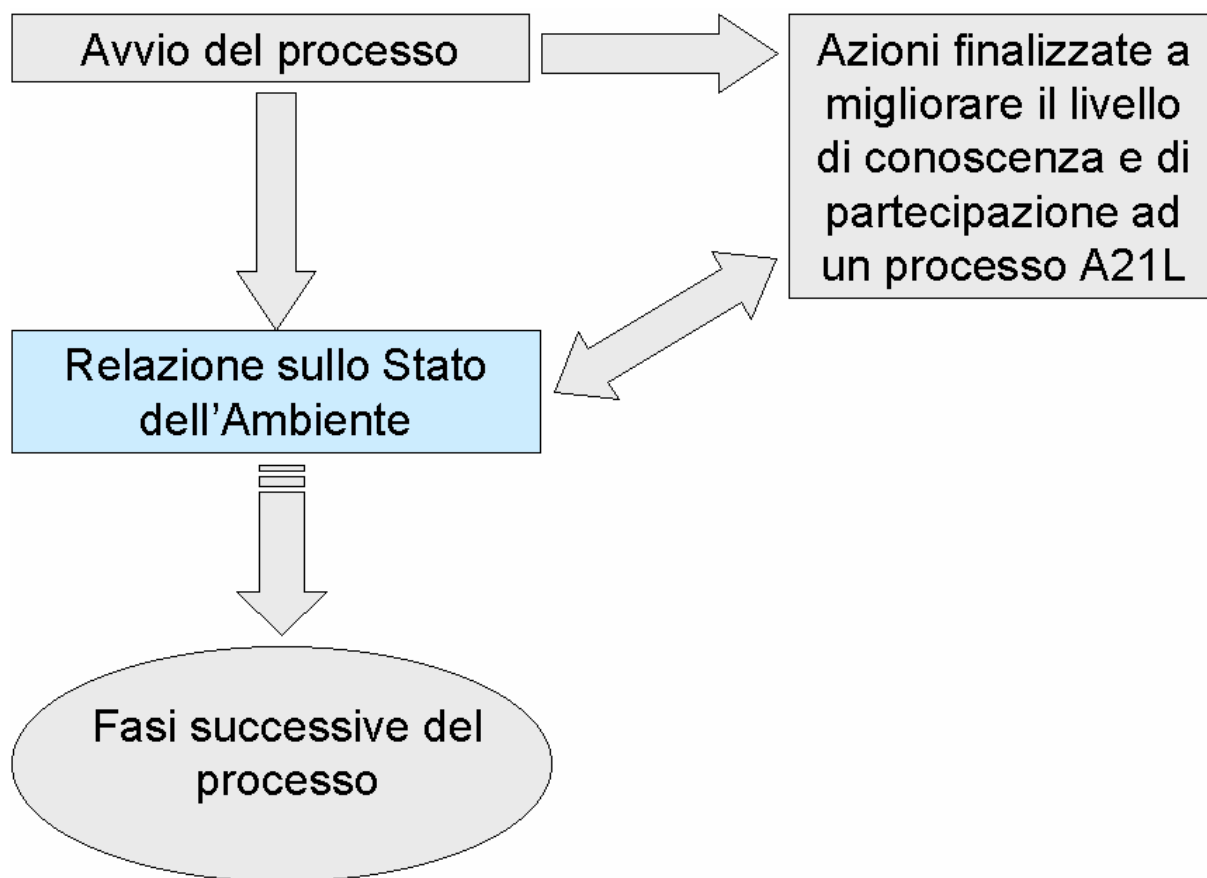 Avvio del processo
Azioni finalizzate a
migliorare il livello
di conoscenza e di
partecipazione ad
un processo A21L
Relazione sullo Stato
dell’Ambiente
Fasi successive del
processo